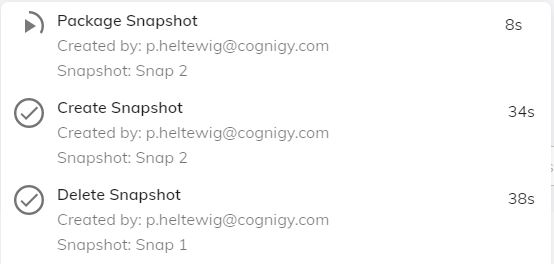 Package Snapshot
8s
Created by: p.heltewig@cognigy.com
Snapshot: Snap 2
Create Snapshot
34s
Created by: p.heltewig@cognigy.com
Snapshot: Snap 2
Delete Snapshot
38s
Created by: p.heltewig@cognigy.com
Snapshot: Snap 1